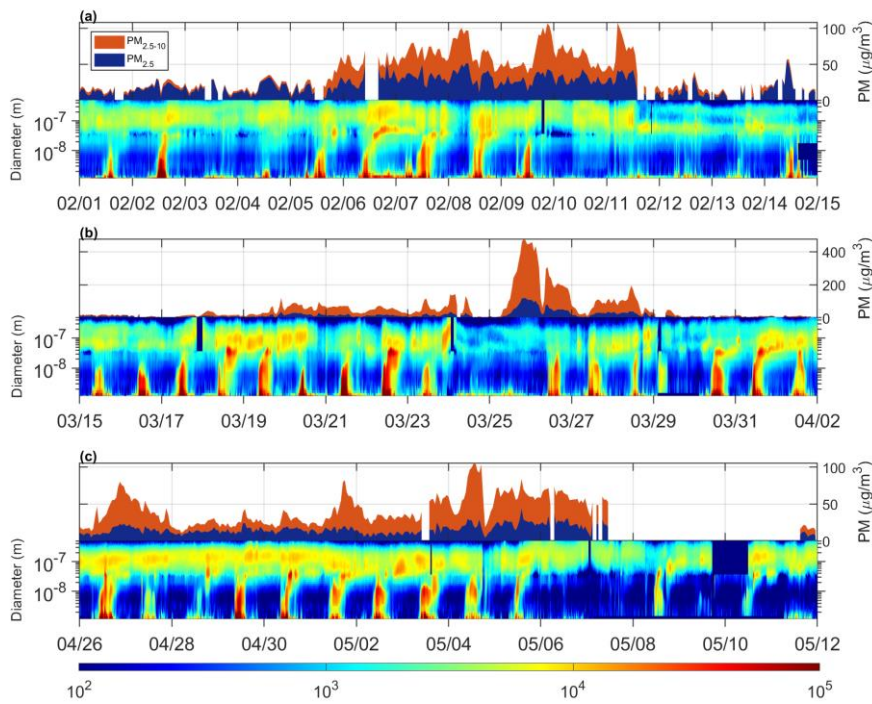 (a)
PM2.5-10
PM2.5
100
50
0
PM (μg/m³)
Diameter (m)
10⁻⁷
10⁻⁸
02/01 02/02 02/03 02/04 02/05 02/06 02/07 02/08 02/09 02/10 02/11 02/12 02/13 02/14 02/15
(b)
400
200
0
PM (μg/m³)
Diameter (m)
10⁻⁷
10⁻⁸
03/15 03/17 03/19 03/21 03/23 03/25 03/27 03/29 03/31 04/02
(c)
100
50
0
PM (μg/m³)
Diameter (m)
10⁻⁷
10⁻⁸
04/26 04/28 04/30 05/02 05/04 05/06 05/08 05/10 05/12
10² 10³ 10⁴ 10⁵